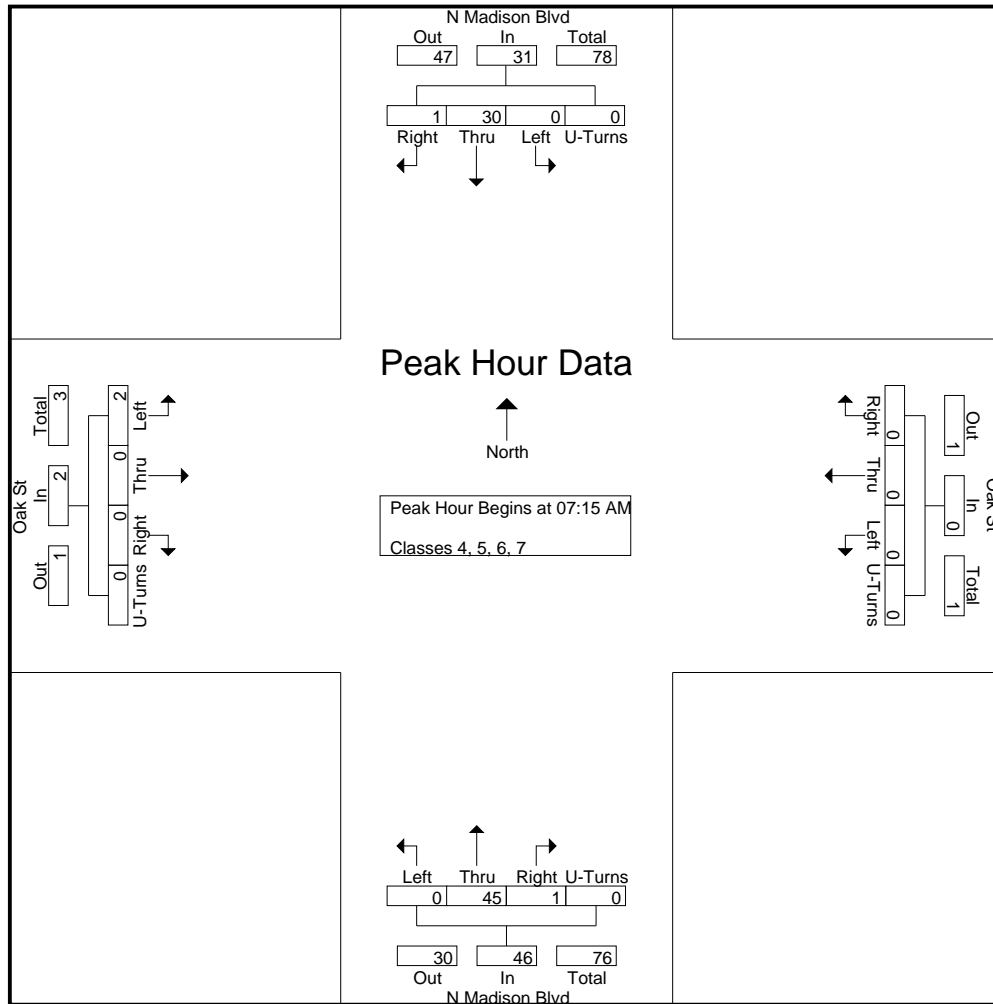 N Madison Blvd
Out In Total
47 31 78
1 30 0 0
Right Thru Left U-Turns
Peak Hour Data
North
Peak Hour Begins at 07:15 AM
Classes 4, 5, 6, 7
Oak St
Out In Total
1 2 3
U-Turns Right Thru Left
0 0 0 2
Oak St
Out In Total
1 0 1
Right Thru Left U-Turns
0 0 0 0
Left Thru Right U-Turns
0 45 1 0
30 46 76
Out In Total
N Madison Blvd